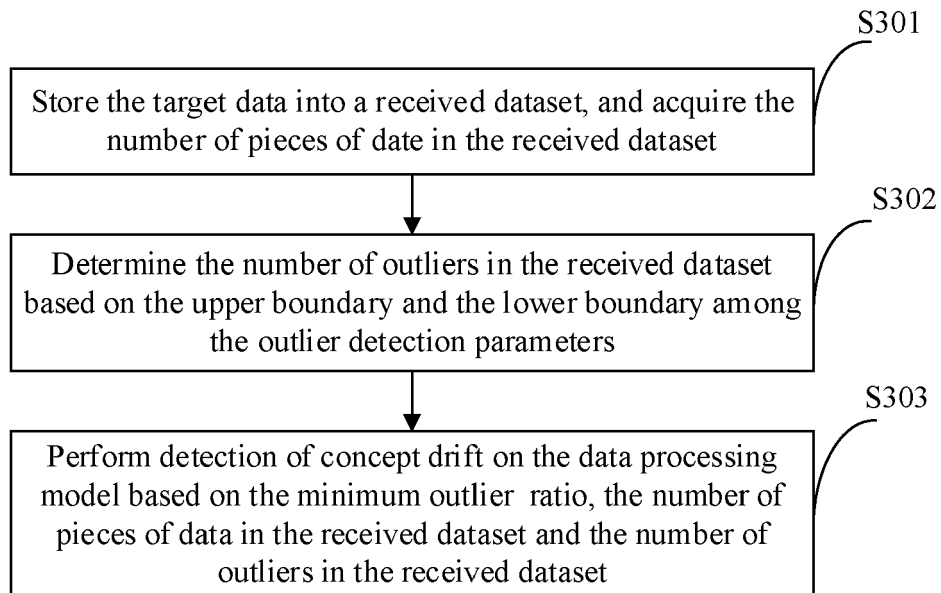 S301
Store the target data into a received dataset, and acquire the
number of pieces of date in the received dataset
S302
Determine the number of outliers in the received dataset
based on the upper boundary and the lower boundary among
the outlier detection parameters
S303
Perform detection of concept drift on the data processing
model based on the minimum outlier ratio, the number of
pieces of data in the received dataset and the number of
outliers in the received dataset